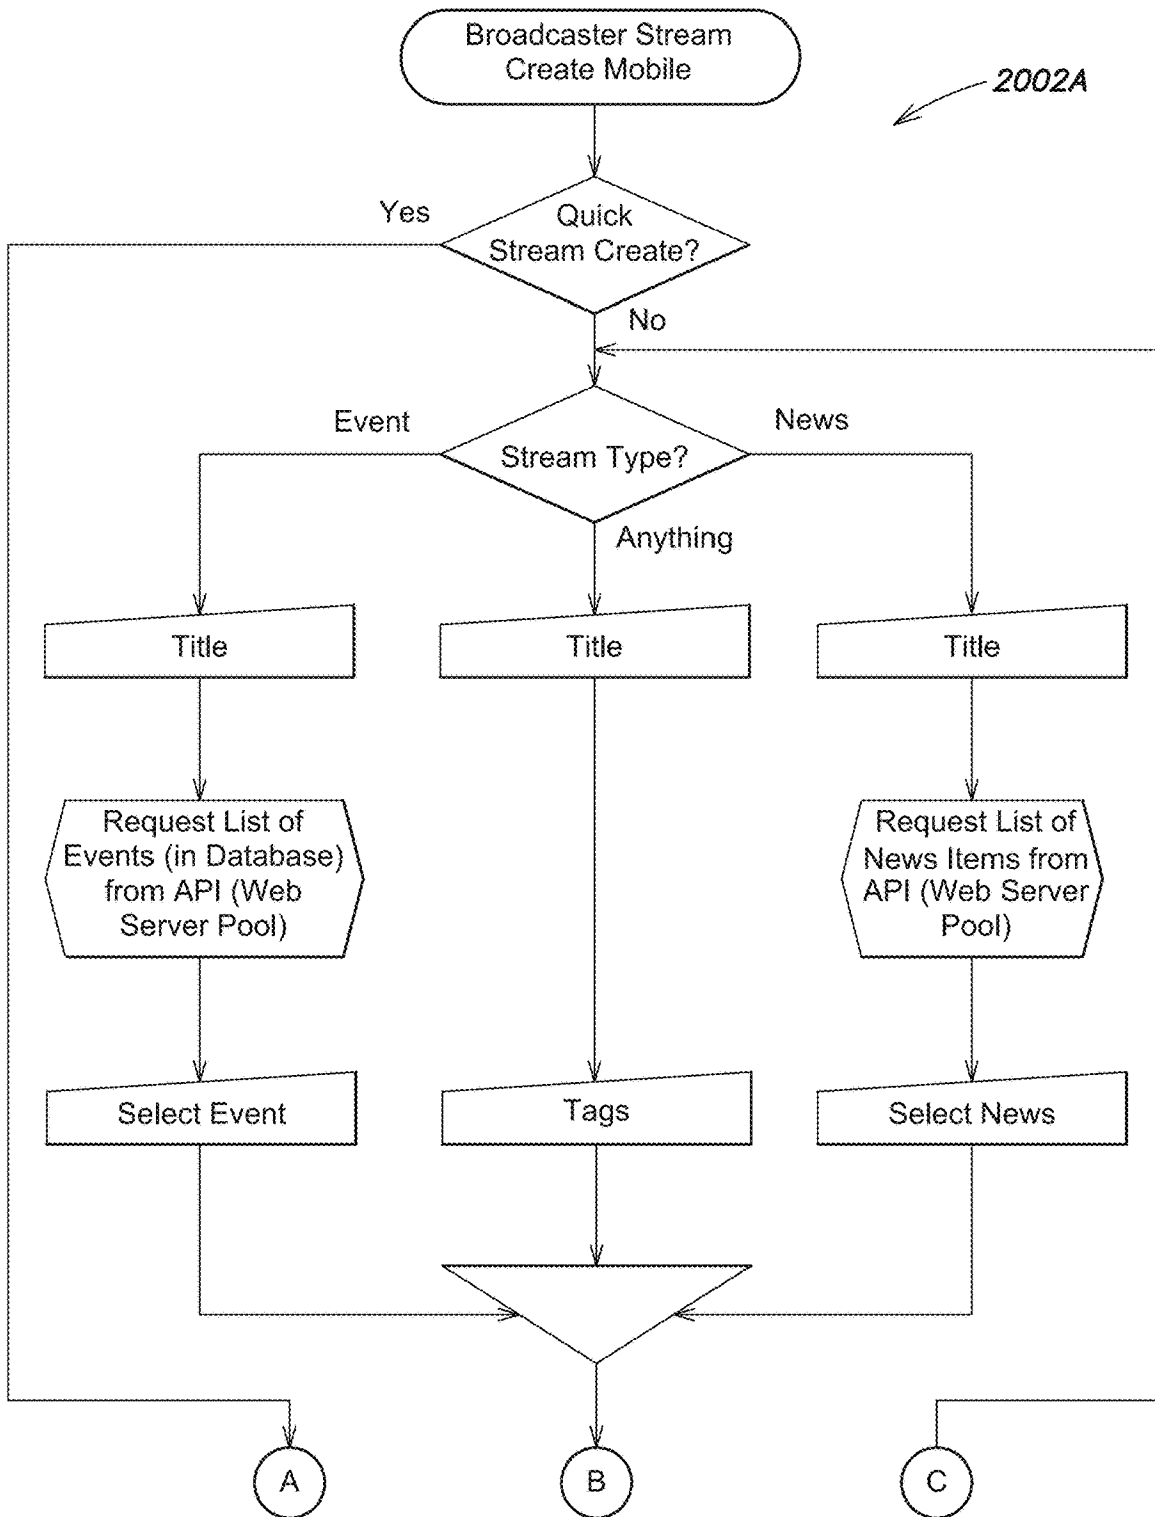 Broadcaster Stream
Create Mobile
2002A
Yes
Quick
Stream Create?
No
Event
News
Stream Type?
Anything
Title
Title
Title
Request List of
Events (in Database)
from API (Web
Server Pool)
Request List of
News Items from
API (Web Server
Pool)
Select Event
Tags
Select News
A
B
C